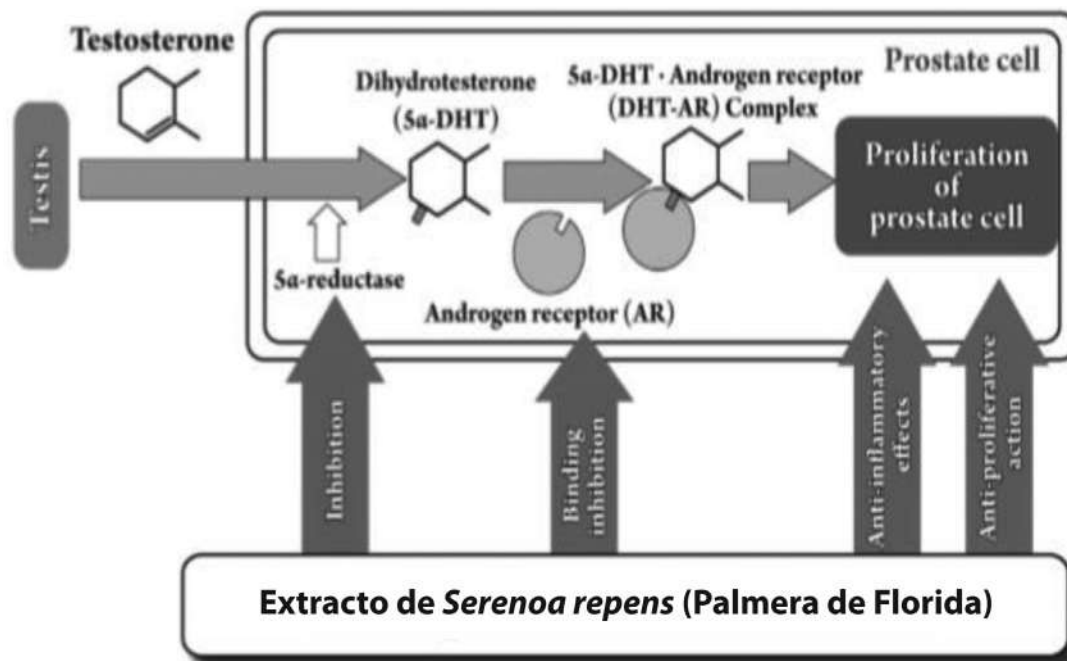 Testosterone
Prostate cell
Testis
Dihydrotesterone
(5a-DHT)
5a-DHT · Androgen receptor
(DHT-AR) Complex
Proliferation
of
prostate cell
5a-reductase
Androgen receptor (AR)
Inhibition
Binding
inhibition
Anti-inflammatory
effects
Anti-proliferative
action
Extracto de Serenoa repens (Palmera de Florida)